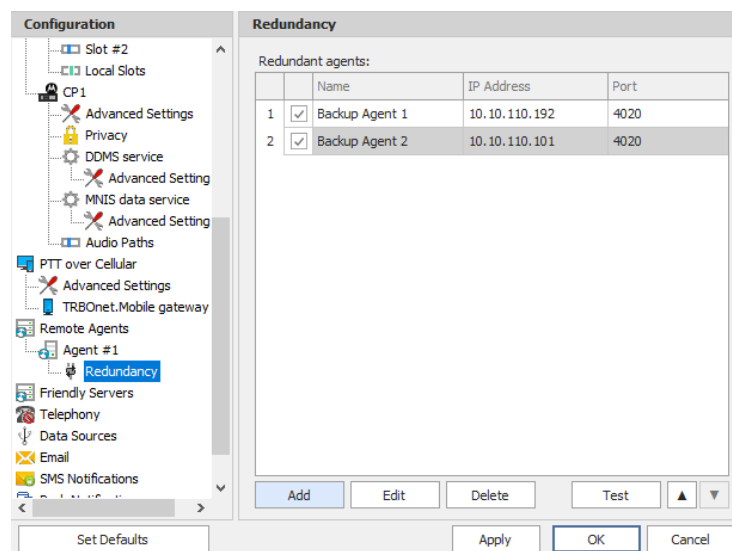 Configuration
Slot #2
Local Slots
CP1
Advanced Settings
Privacy
DDMS service
Advanced Setting
MNIS data service
Advanced Setting
Audio Paths
PTT over Cellular
Advanced Settings
TRBOnet.Mobile gateway
Remote Agents
Agent #1
Redundancy
Friendly Servers
Telephony
Data Sources
Email
SMS Notifications
Set Defaults
Redundancy
Redundant agents:
Name IP Address Port
1 Backup Agent 1 10.10.110.192 4020
2 Backup Agent 2 10.10.110.101 4020
Add Edit Delete Test
Apply OK Cancel